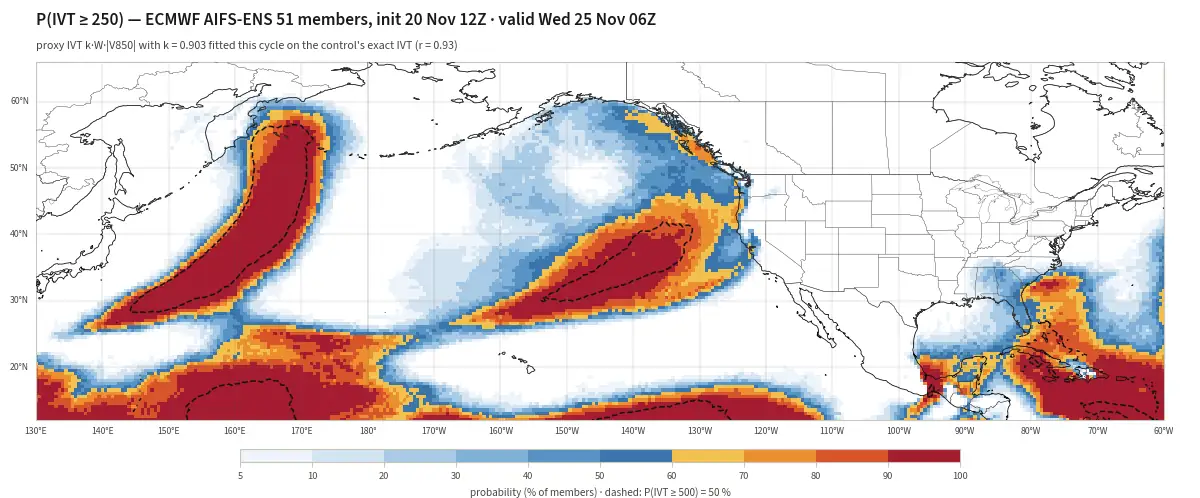 P(IVT ≥ 250) — ECMWF AIFS-ENS 51 members, init 20 Nov 12Z · valid Wed 25 Nov 06Z
proxy IVT k·W·|V850| with k = 0.903 fitted this cycle on the control's exact IVT (r = 0.93)
60°N
50°N
40°N
30°N
20°N
130°E 140°E 150°E 160°E 170°E 180° 170°W 160°W 150°W 140°W 130°W 120°W 110°W 100°W 90°W 80°W 70°W 60°W
5 10 20 30 40 50 60 70 80 90 100
probability (% of members) · dashed: P(IVT ≥ 500) = 50 %